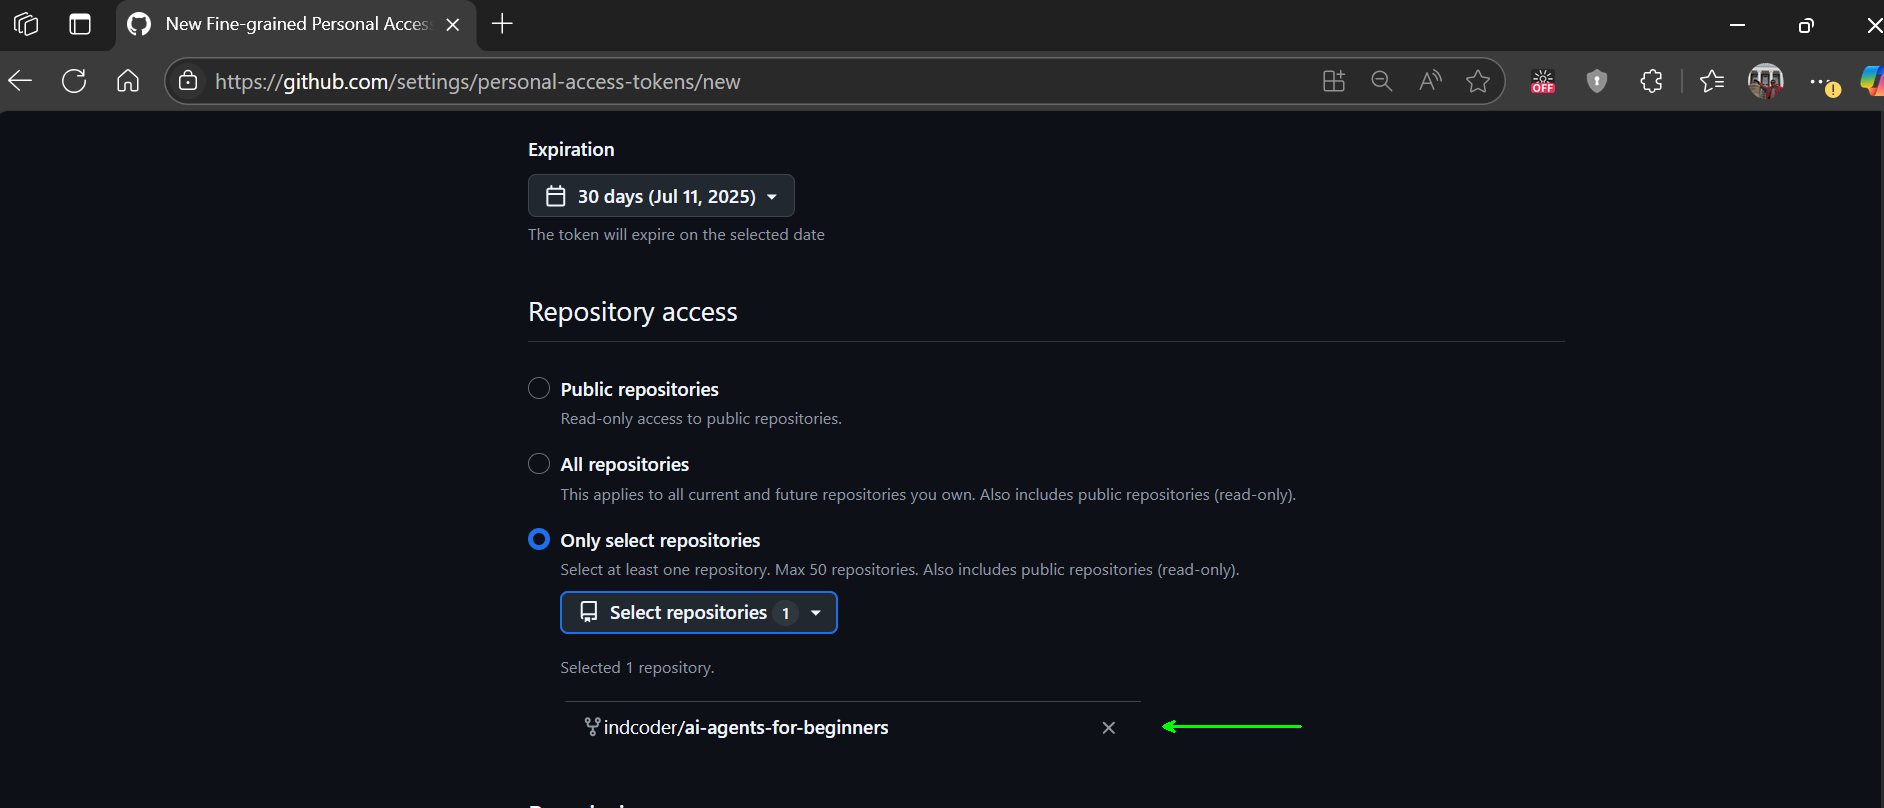 New Fine-grained Personal Acces
https://github.com/settings/personal-access-tokens/new
OFF
Expiration
30 days (Jul 11, 2025)
The token will expire on the selected date
Repository access
Public repositories
Read-only access to public repositories.
All repositories
This applies to all current and future repositories you own. Also includes public repositories (read-only).
Only select repositories
Select at least one repository. Max 50 repositories. Also includes public repositories (read-only).
Select repositories 1
Selected 1 repository.
indcoder/ai-agents-for-beginners